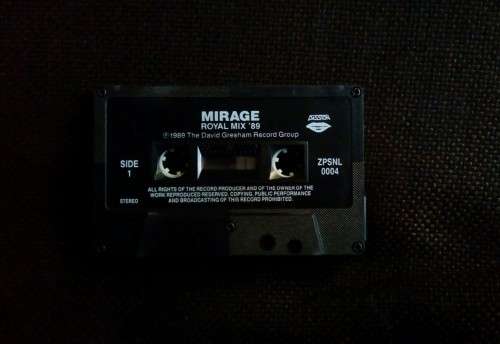 MIRAGE
ROYAL MIX '89
℗ 1989 The David Gresham Record Group
SIDE
1
ZPSNL
0004
STEREO
ALL RIGHTS OF THE RECORD PRODUCER AND OF THE OWNER OF THE
WORK REPRODUCED RESERVED. COPYING, PUBLIC PERFORMANCE
AND BROADCASTING OF THIS RECORD PROHIBITED.